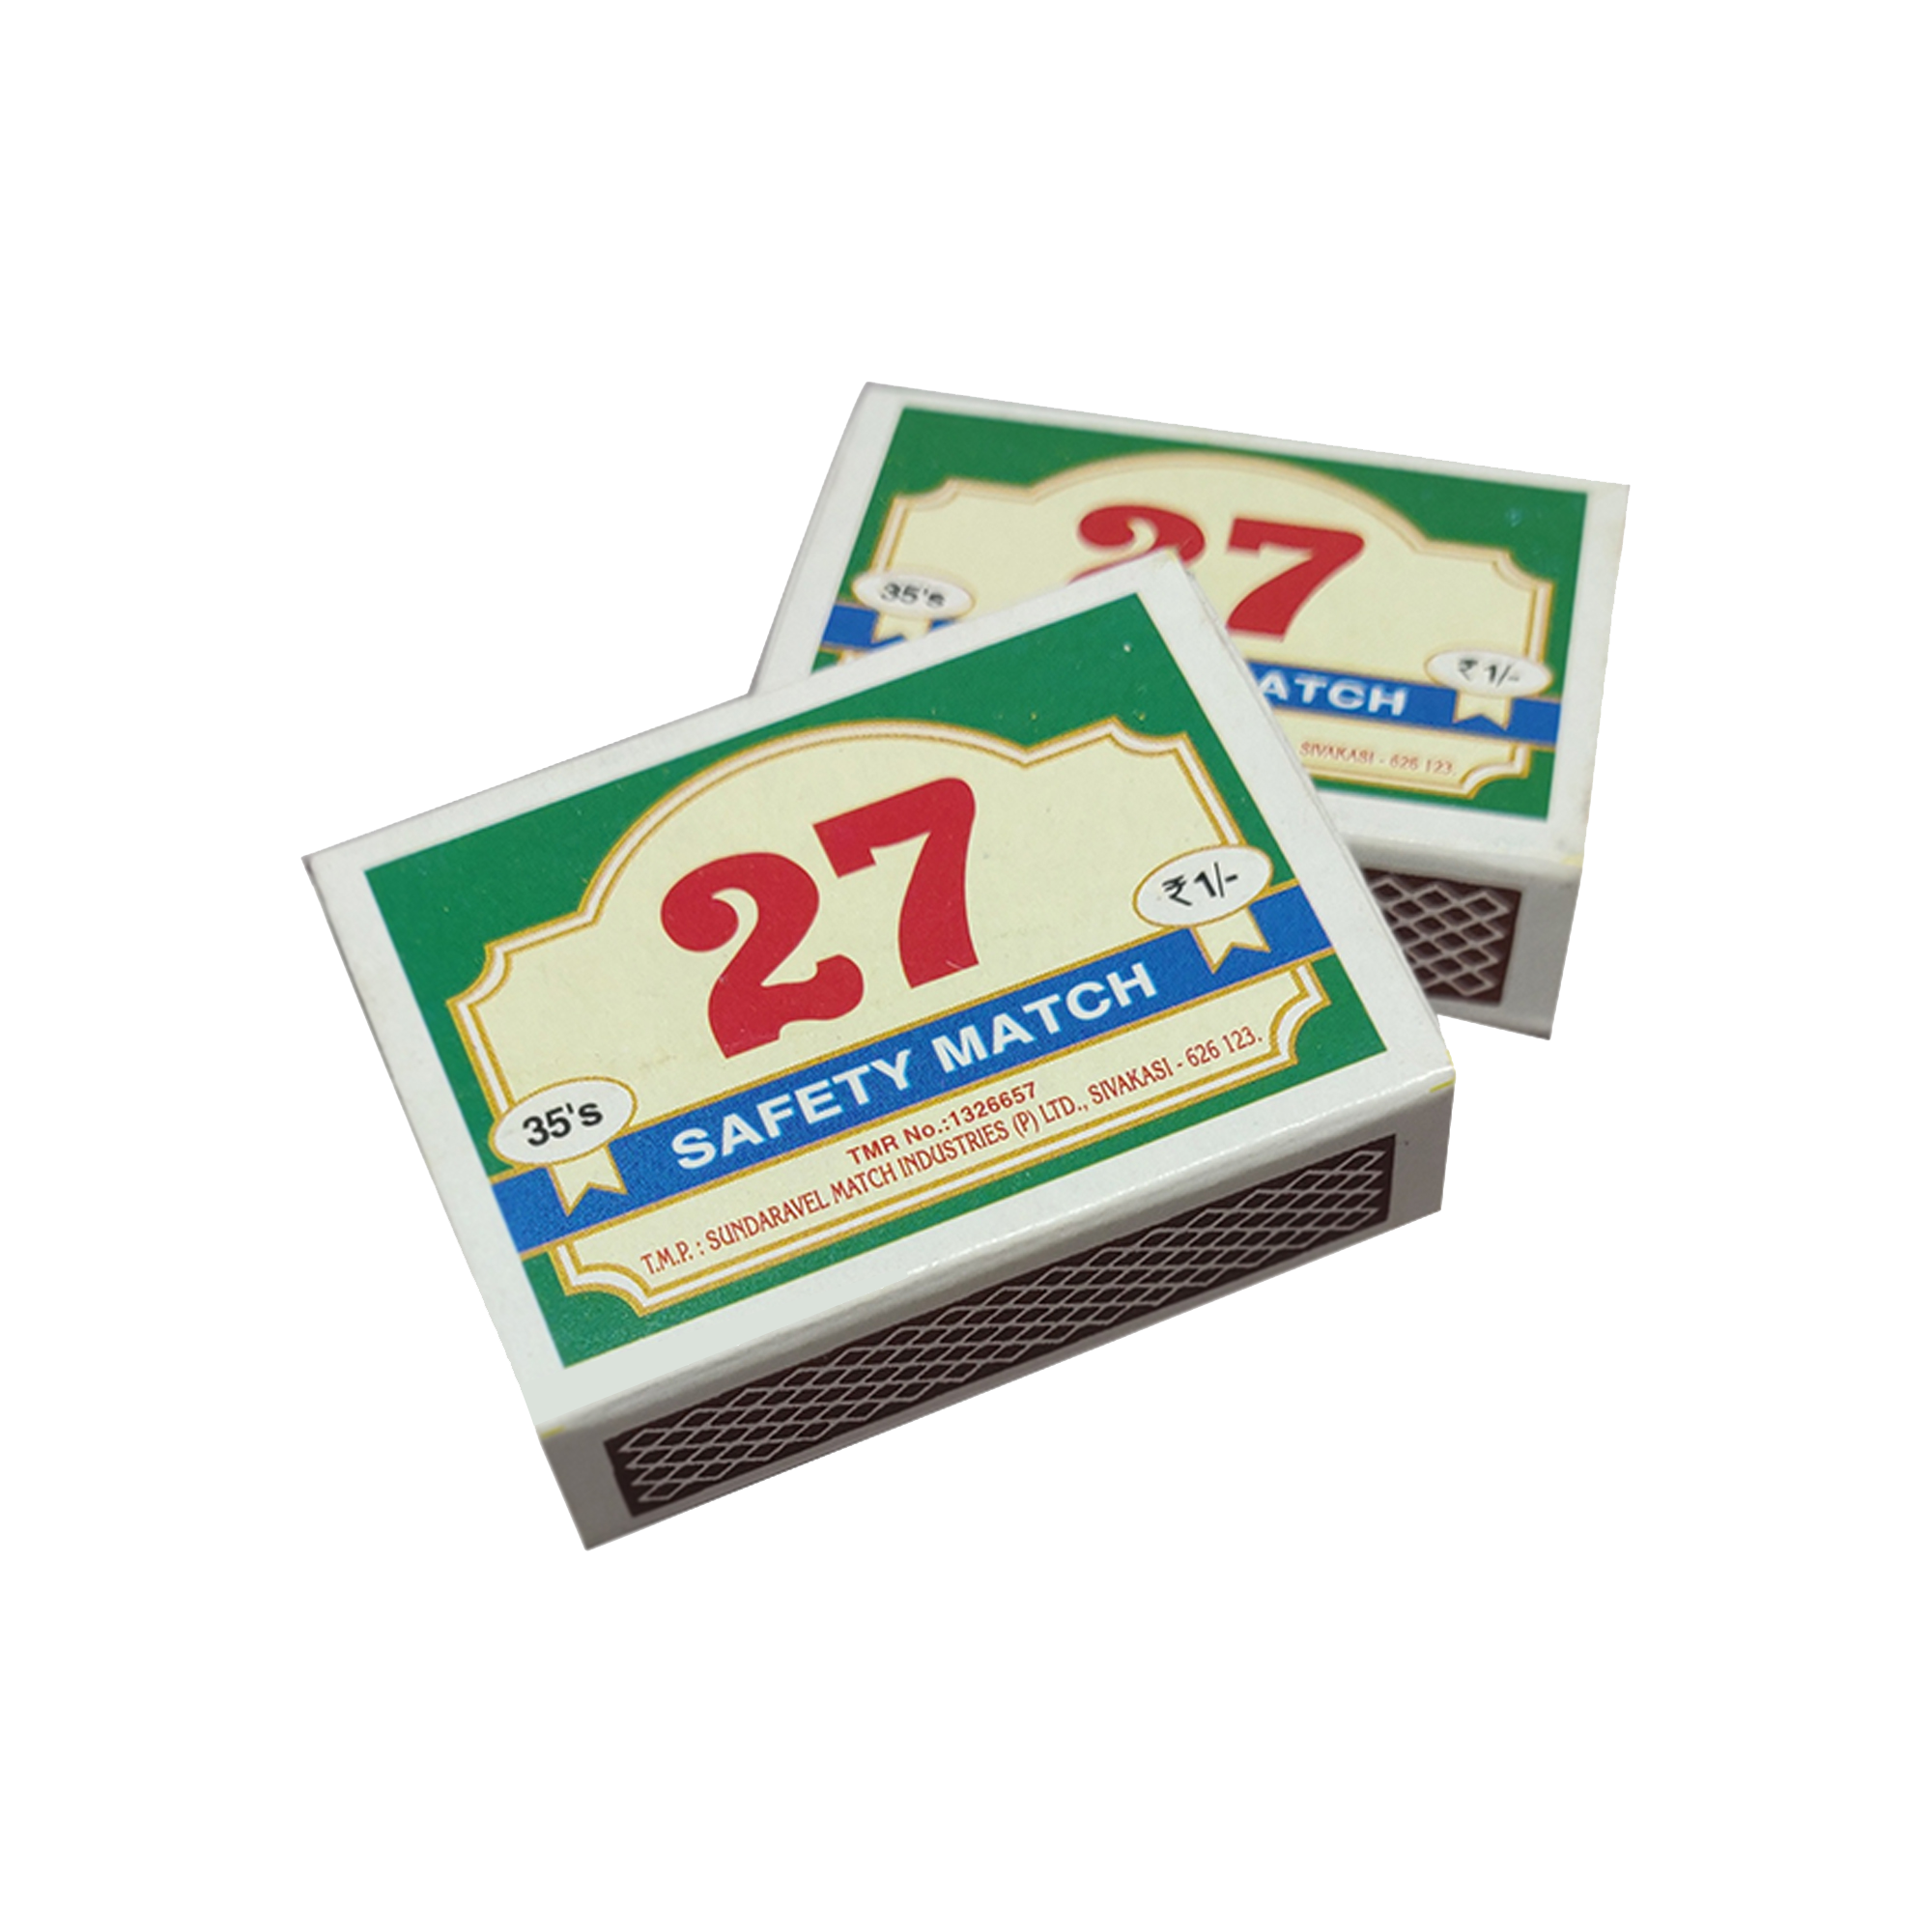 27
35's
₹ 1/-
ATCH
SIVAKASI - 626 123.
27
₹ 1/-
35's
SAFETY MATCH
TMR No.:1326657
T.M.P. : SUNDARAVEL MATCH INDUSTRIES (P) LTD., SIVAKASI - 626 123.